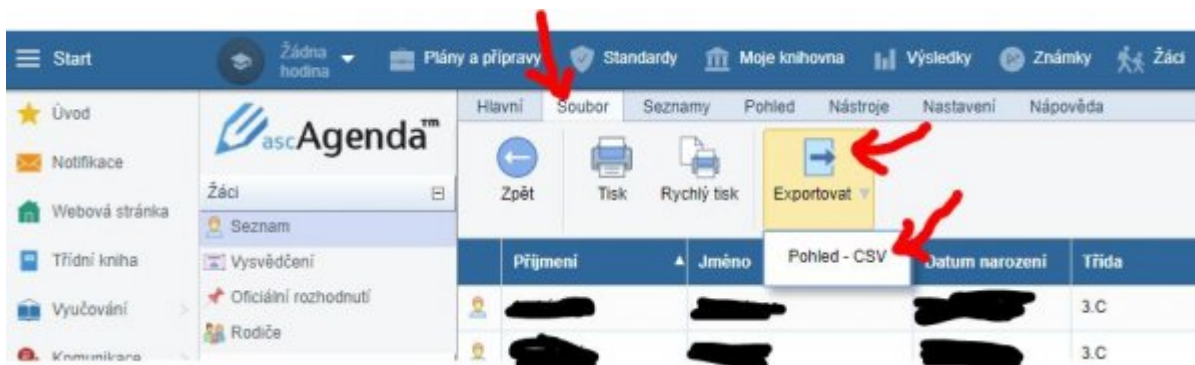 Start
Žádna hodina
Plány a přípravy
Standardy
Moje knihovna
Výsledky
Známky
Žáci
Úvod
Notifikace
Webová stránka
Třídní kniha
Vyučování
Komunikace
ascAgenda™
Žáci
Seznam
Vysvědčení
Oficiální rozhodnutí
Rodiče
Hlavní
Soubor
Seznamy
Pohled
Nástroje
Nastavení
Nápověda
Zpět
Tisk
Rychlý tisk
Exportovat
Pohled - CSV
Příjmení
Jméno
Datum narození
Třída
3.C
3.C